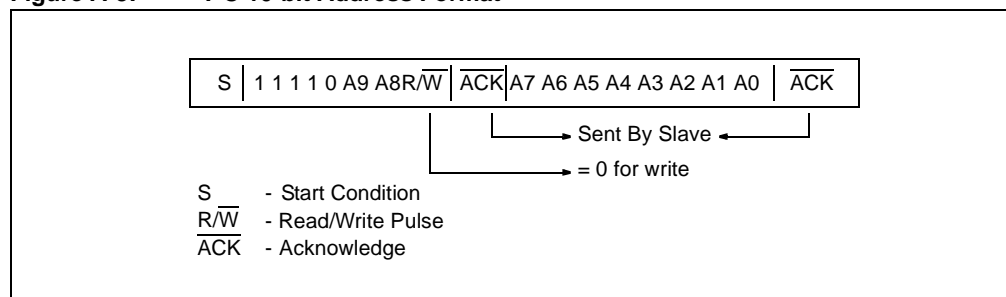 S 1 1 1 1 0 A9 A8R/W ACK A7 A6 A5 A4 A3 A2 A1 A0 ACK
Sent By Slave
= 0 for write
S - Start Condition
R/W - Read/Write Pulse
ACK - Acknowledge